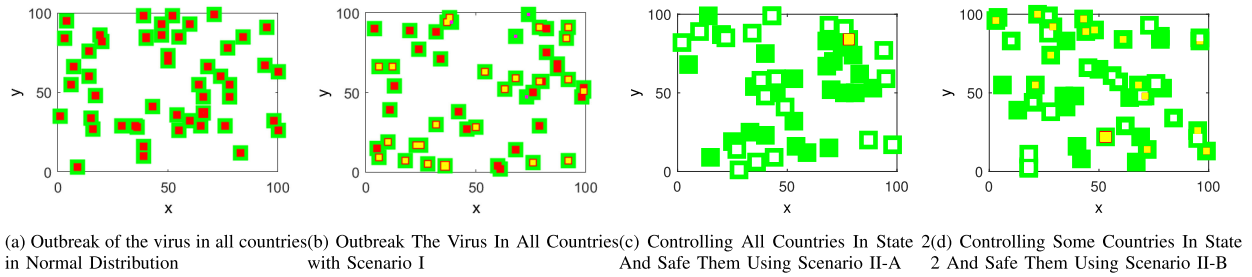 100
50
0
y
0
50
100
x
100
50
0
y
0
50
100
x
100
50
0
y
0
50
100
x
100
50
0
y
0
50
100
x
(a) Outbreak of the virus in all countries
in Normal Distribution
(b) Outbreak The Virus In All Countries
with Scenario I
(c) Controlling All Countries In State 2
And Safe Them Using Scenario II-A
(d) Controlling Some Countries In State
2 And Safe Them Using Scenario II-B